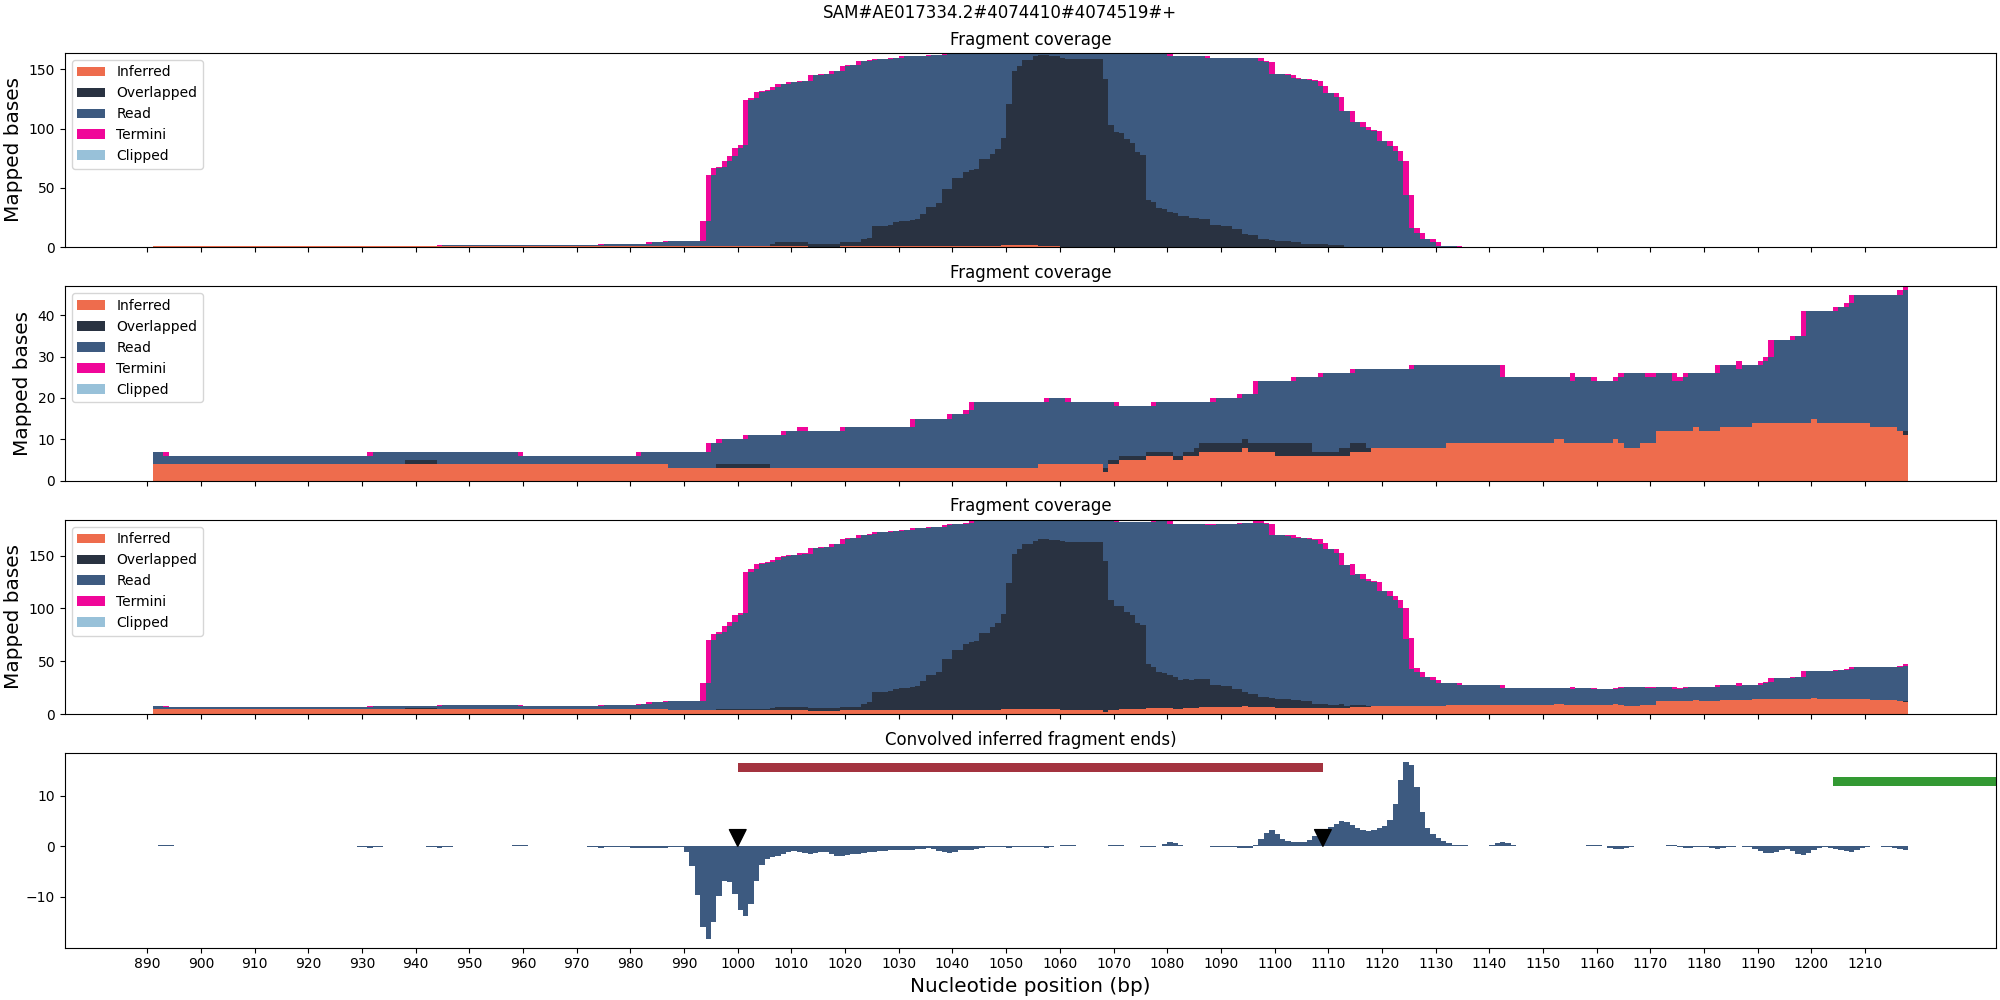 SAM#AE017334.2#4074410#4074519#+
Fragment coverage
Mapped bases
150
100
50
0
Inferred
Overlapped
Read
Termini
Clipped
Fragment coverage
Mapped bases
40
30
20
10
0
Inferred
Overlapped
Read
Termini
Clipped
Fragment coverage
Mapped bases
150
100
50
0
Inferred
Overlapped
Read
Termini
Clipped
Convolved inferred fragment ends)
10
0
−10
890 900 910 920 930 940 950 960 970 980 990 1000 1010 1020 1030 1040 1050 1060 1070 1080 1090 1100 1110 1120 1130 1140 1150 1160 1170 1180 1190 1200 1210
Nucleotide position (bp)